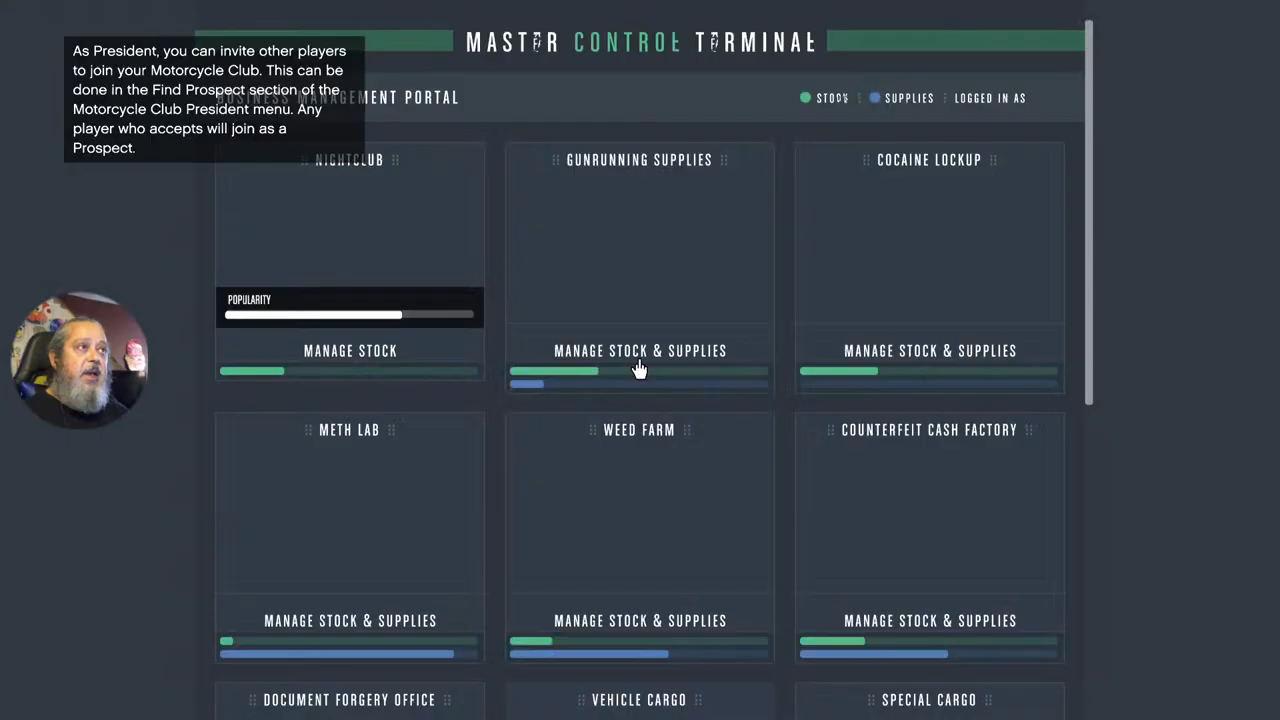 MASTER CONTROL TERMINAL
As President, you can invite other players
to join your Motorcycle Club. This can be
done in the Find Prospect section of the
Motorcycle Club President menu. Any
player who accepts will join as a
Prospect.
BUSINESS MANAGEMENT PORTAL
STOCK
SUPPLIES
LOGGED IN AS
NIGHTCLUB
GUNRUNNING SUPPLIES
COCAINE LOCKUP
POPULARITY
MANAGE STOCK
MANAGE STOCK & SUPPLIES
MANAGE STOCK & SUPPLIES
METH LAB
WEED FARM
COUNTERFEIT CASH FACTORY
MANAGE STOCK & SUPPLIES
MANAGE STOCK & SUPPLIES
MANAGE STOCK & SUPPLIES
DOCUMENT FORGERY OFFICE
VEHICLE CARGO
SPECIAL CARGO